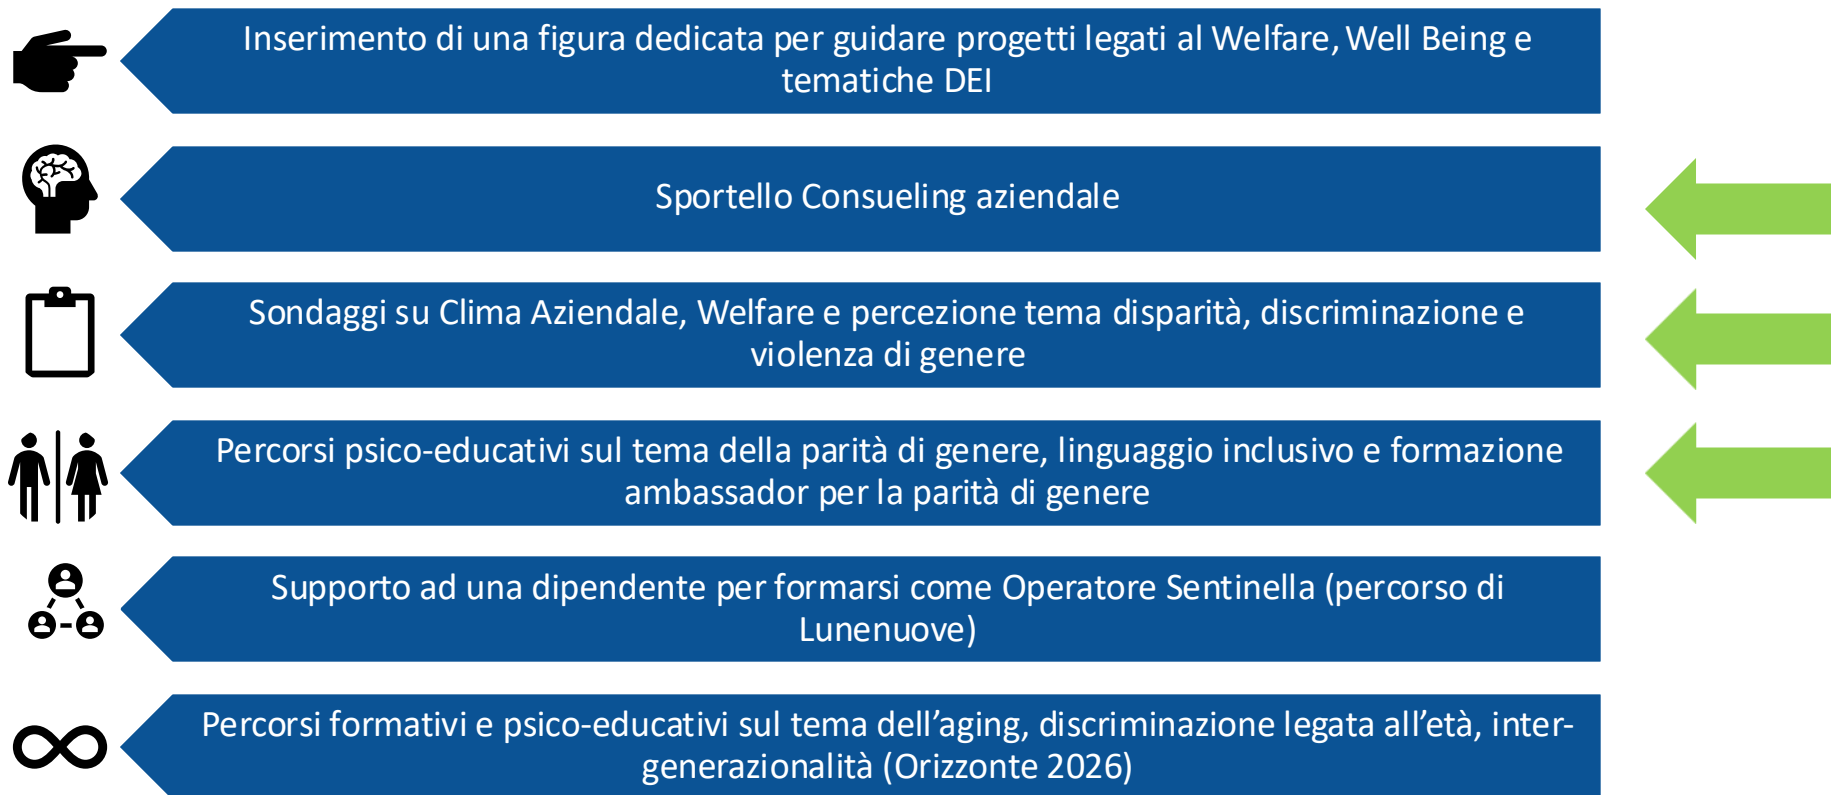 Inserimento di una figura dedicata per guidare progetti legati al Welfare, Well Being e
tematiche DEI
Sportello Consueling aziendale
Sondaggi su Clima Aziendale, Welfare e percezione tema disparità, discriminazione e
violenza di genere
Percorsi psico-educativi sul tema della parità di genere, linguaggio inclusivo e formazione
ambassador per la parità di genere
Supporto ad una dipendente per formarsi come Operatore Sentinella (percorso di
Lunenuove)
Percorsi formativi e psico-educativi sul tema dell’aging, discriminazione legata all’età, inter-
generazionalità (Orizzonte 2026)